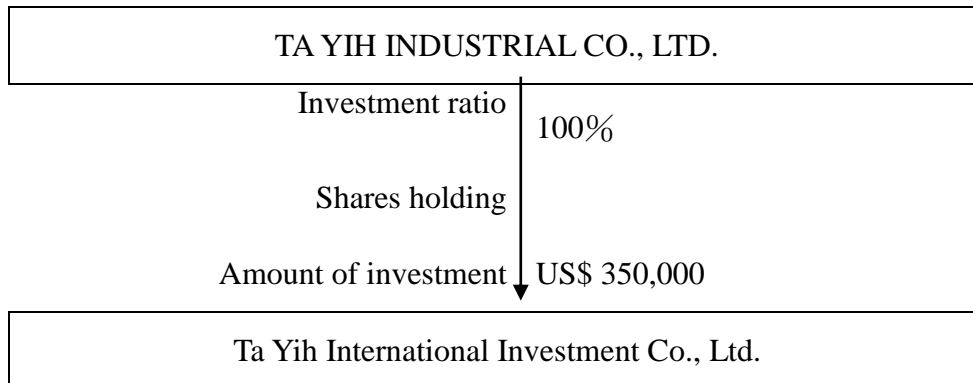 TA YIH INDUSTRIAL CO., LTD.
Investment ratio
100％
Shares holding
Amount of investment US$ 350,000
Ta Yih International Investment Co., Ltd.